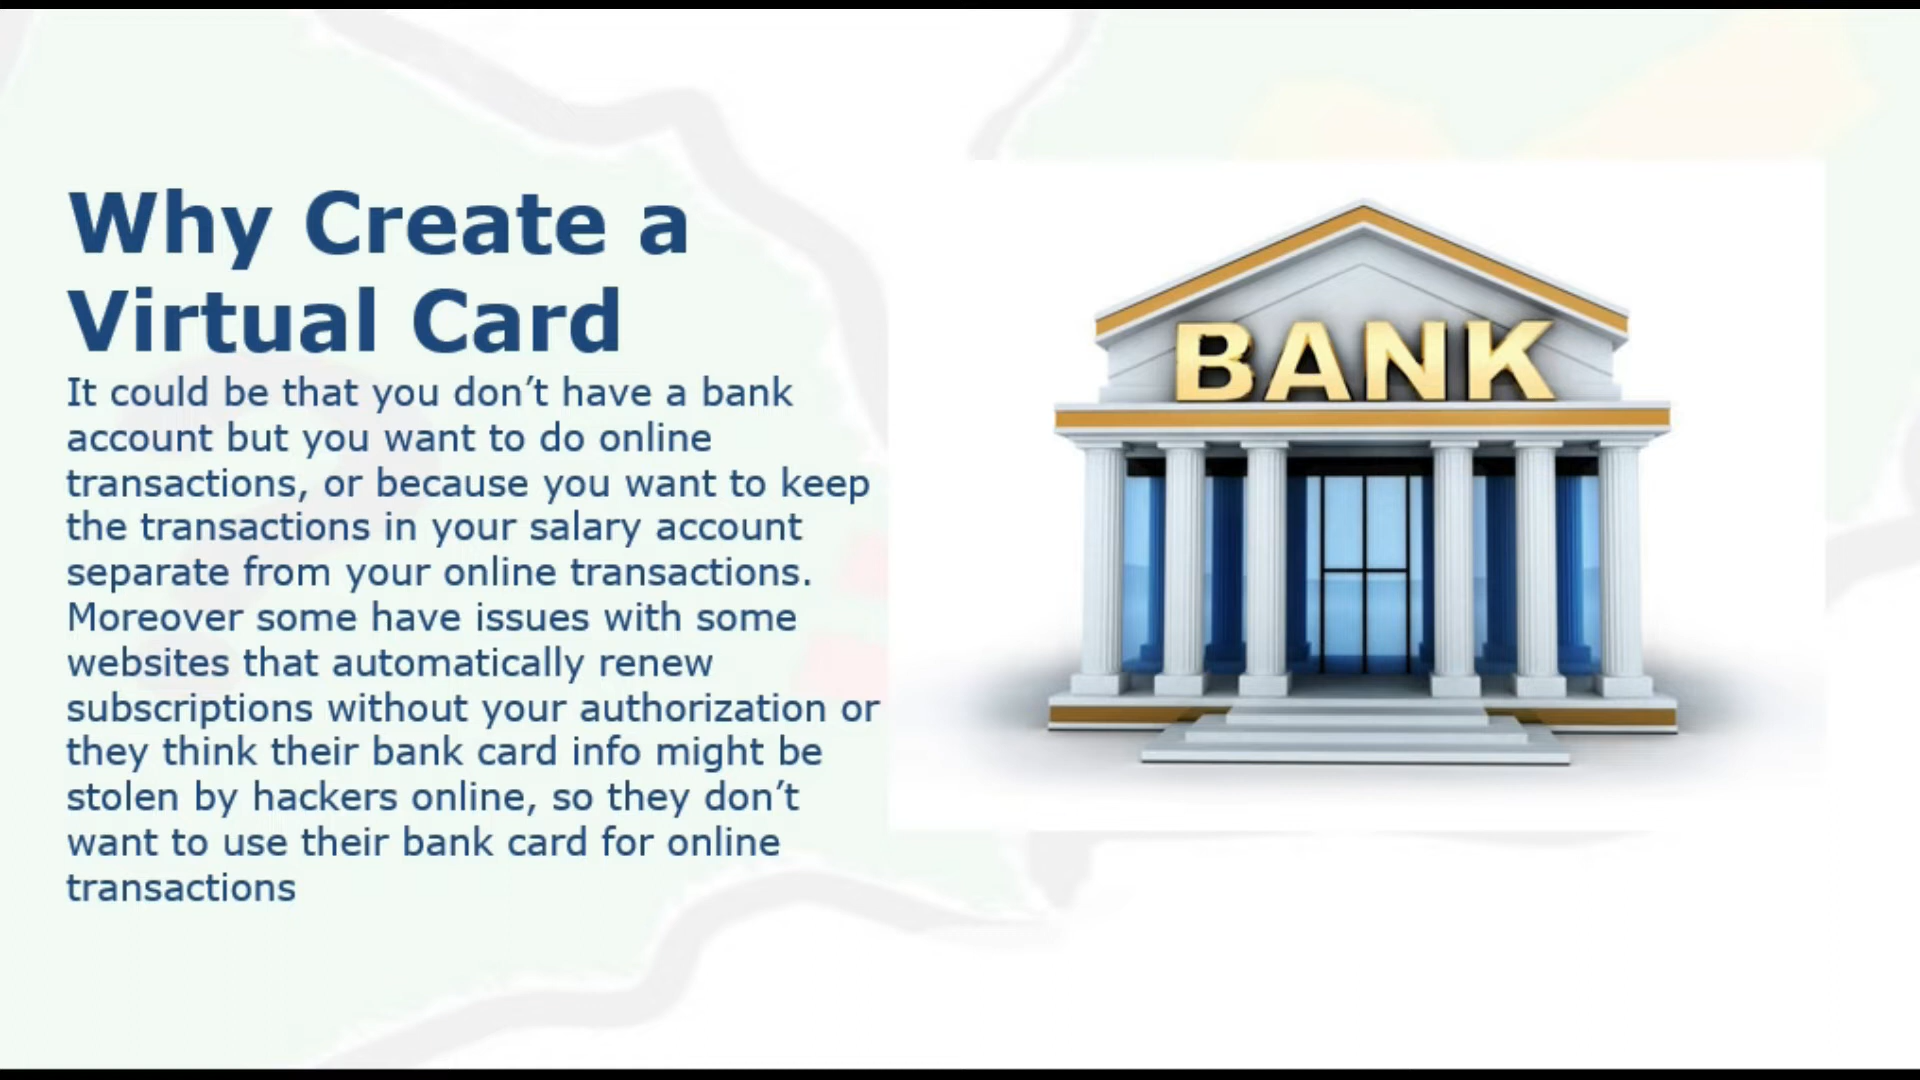 Why Create a
Virtual Card
It could be that you don’t have a bank
account but you want to do online
transactions, or because you want to keep
the transactions in your salary account
separate from your online transactions.
Moreover some have issues with some
websites that automatically renew
subscriptions without your authorization or
they think their bank card info might be
stolen by hackers online, so they don’t
want to use their bank card for online
transactions
BANK